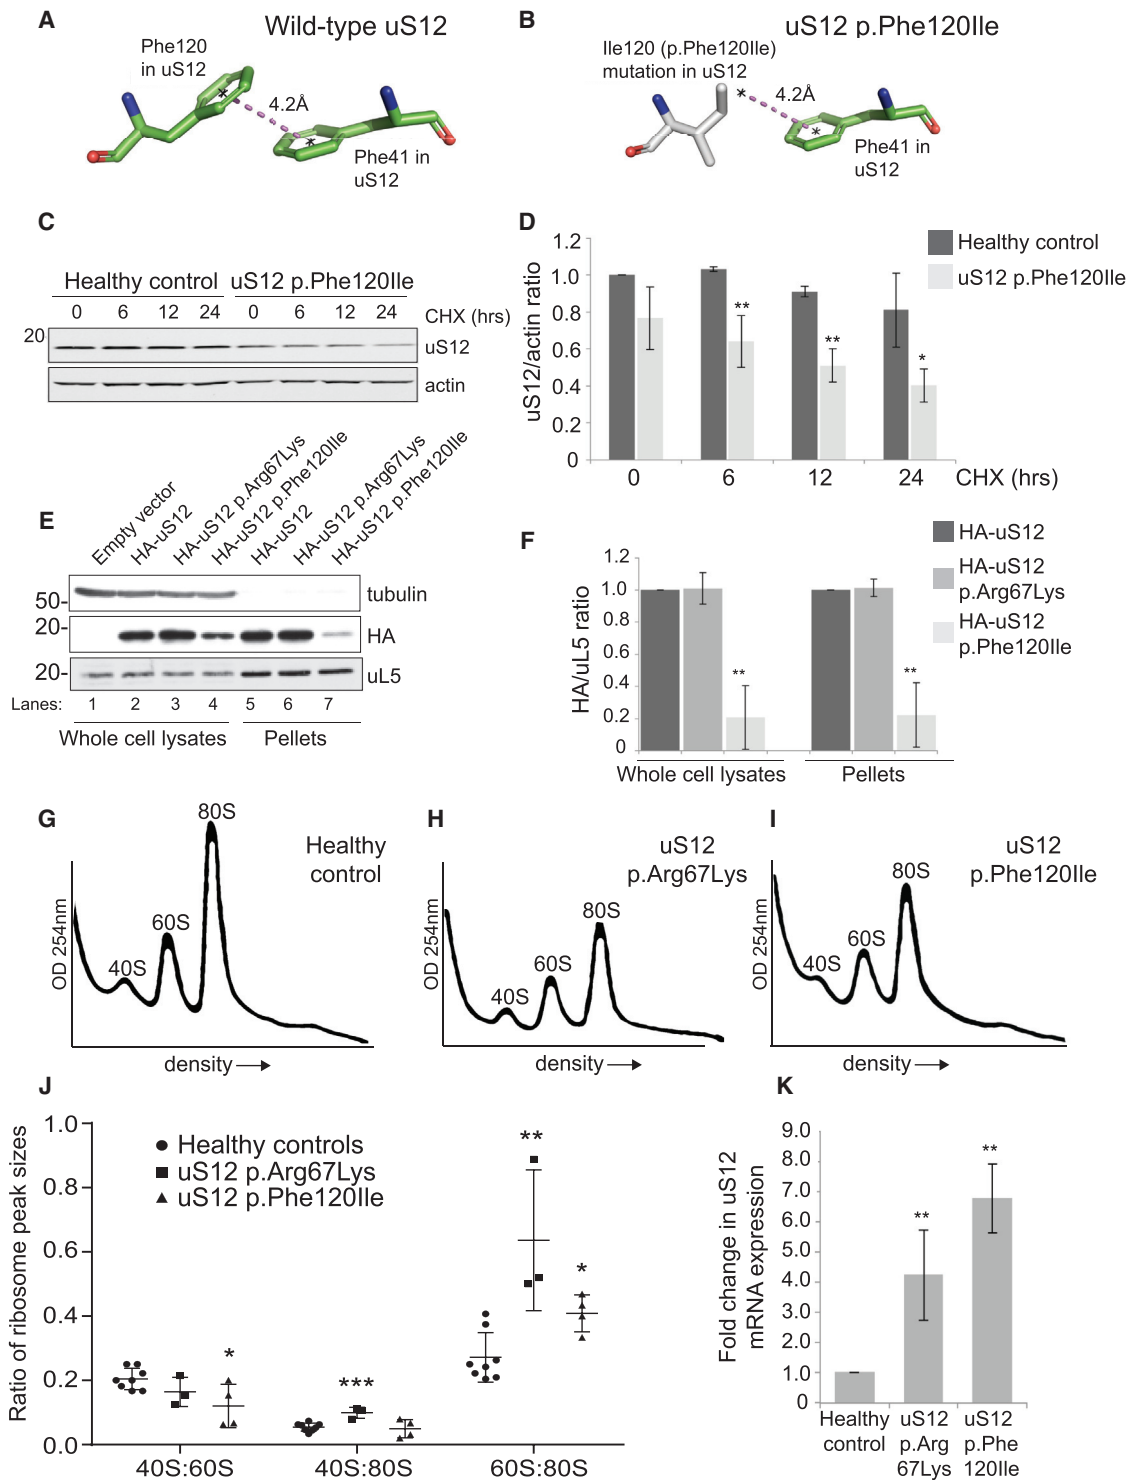 A
Wild-type uS12
Phe120
in uS12
4.2Å
Phe41 in
uS12
B
uS12 p.Phe120Ile
Ile120 (p.Phe120Ile)
mutation in uS12
4.2Å
Phe41 in
uS12
C
Healthy control uS12 p.Phe120Ile
0 6 12 24 0 6 12 24 CHX (hrs)
20
uS12
actin
D
1.2
1.0
0.8
0.6
0.4
0.2
0
uS12/actin ratio
Healthy control
uS12 p.Phe120Ile
**
**
*
0 6 12 24 CHX (hrs)
E
Empty vector
HA-uS12
HA-uS12 p.Arg67Lys
HA-uS12 p.Phe120Ile
HA-uS12
HA-uS12 p.Arg67Lys
HA-uS12 p.Phe120Ile
50-
tubulin
20-
HA
20-
uL5
Lanes: 1 2 3 4 5 6 7
Whole cell lysates Pellets
F
HA-uS12
HA-uS12
p.Arg67Lys
HA-uS12
p.Phe120Ile
1.2
1.0
0.8
0.6
0.4
0.2
0
HA/uL5 ratio
**
**
Whole cell lysates Pellets
G
Healthy
control
40S
60S
80S
OD 254nm
density
H
uS12
p.Arg67Lys
40S
60S
80S
OD 254nm
density
I
uS12
p.Phe120Ile
40S
60S
80S
OD 254nm
density
J
Ratio of ribosome peak sizes
1.0
0.8
0.6
0.4
0.2
0.0
Healthy controls
uS12 p.Arg67Lys
uS12 p.Phe120Ile
*
***
**
*
40S:60S 40S:80S 60S:80S
K
Fold change in uS12
mRNA expression
9.0
8.0
7.0
6.0
5.0
4.0
3.0
2.0
1.0
0
**
**
Healthy
control
uS12
p.Arg
67Lys
uS12
p.Phe
120Ile